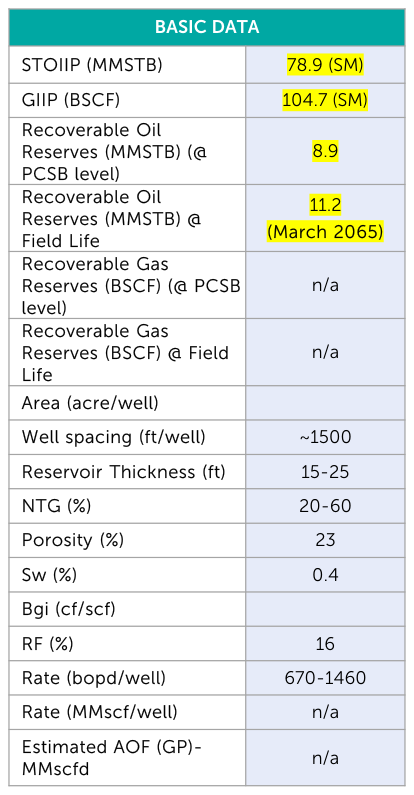 BASIC DATA
STOIIP (MMSTB)
78.9 (SM)
GIIP (BSCF)
104.7 (SM)
Recoverable Oil
Reserves (MMSTB) (@
PCSB level)
8.9
Recoverable Oil
Reserves (MMSTB) @
Field Life
11.2
(March 2065)
Recoverable Gas
Reserves (BSCF) (@ PCSB
level)
n/a
Recoverable Gas
Reserves (BSCF) @ Field
Life
n/a
Area (acre/well)
Well spacing (ft/well)
~1500
Reservoir Thickness (ft)
15-25
NTG (%)
20-60
Porosity (%)
23
Sw (%)
0.4
Bgi (cf/scf)
RF (%)
16
Rate (bopd/well)
670-1460
Rate (MMscf/well)
n/a
Estimated AOF (GP)-
MMscfd
n/a